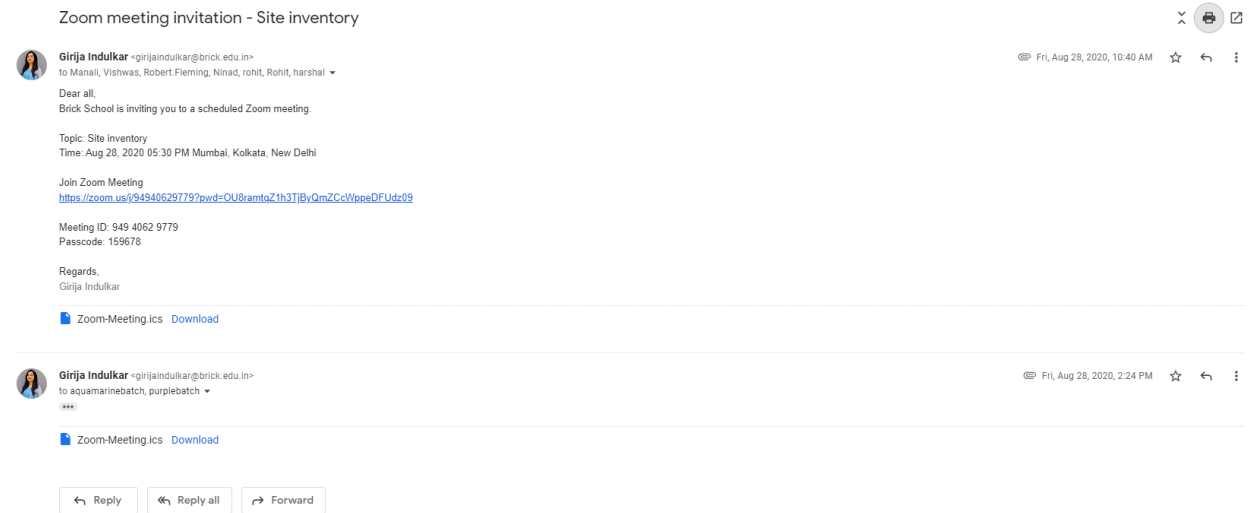 Zoom meeting invitation - Site inventory
Girija Indulkar <girijaindulkar@brick.edu.in>
Fri, Aug 28, 2020, 10:40 AM
to Manali, Vishwas, Robert.Fleming, Ninad, rohit, Rohit, harshal
Dear all,
Brick School is inviting you to a scheduled Zoom meeting.
Topic: Site inventory
Time: Aug 28, 2020 05:30 PM Mumbai, Kolkata, New Delhi
Join Zoom Meeting
https://zoom.us/j/94940629779?pwd=OU8ramtqZ1h3TjByQmZCcWppeDFUdz09
Meeting ID: 949 4062 9779
Passcode: 159678
Regards,
Girija Indulkar
Zoom-Meeting.ics Download
Girija Indulkar <girijaindulkar@brick.edu.in>
Fri, Aug 28, 2020, 2:24 PM
to aquamarinebatch, purplebatch
Zoom-Meeting.ics Download
Reply Reply all Forward